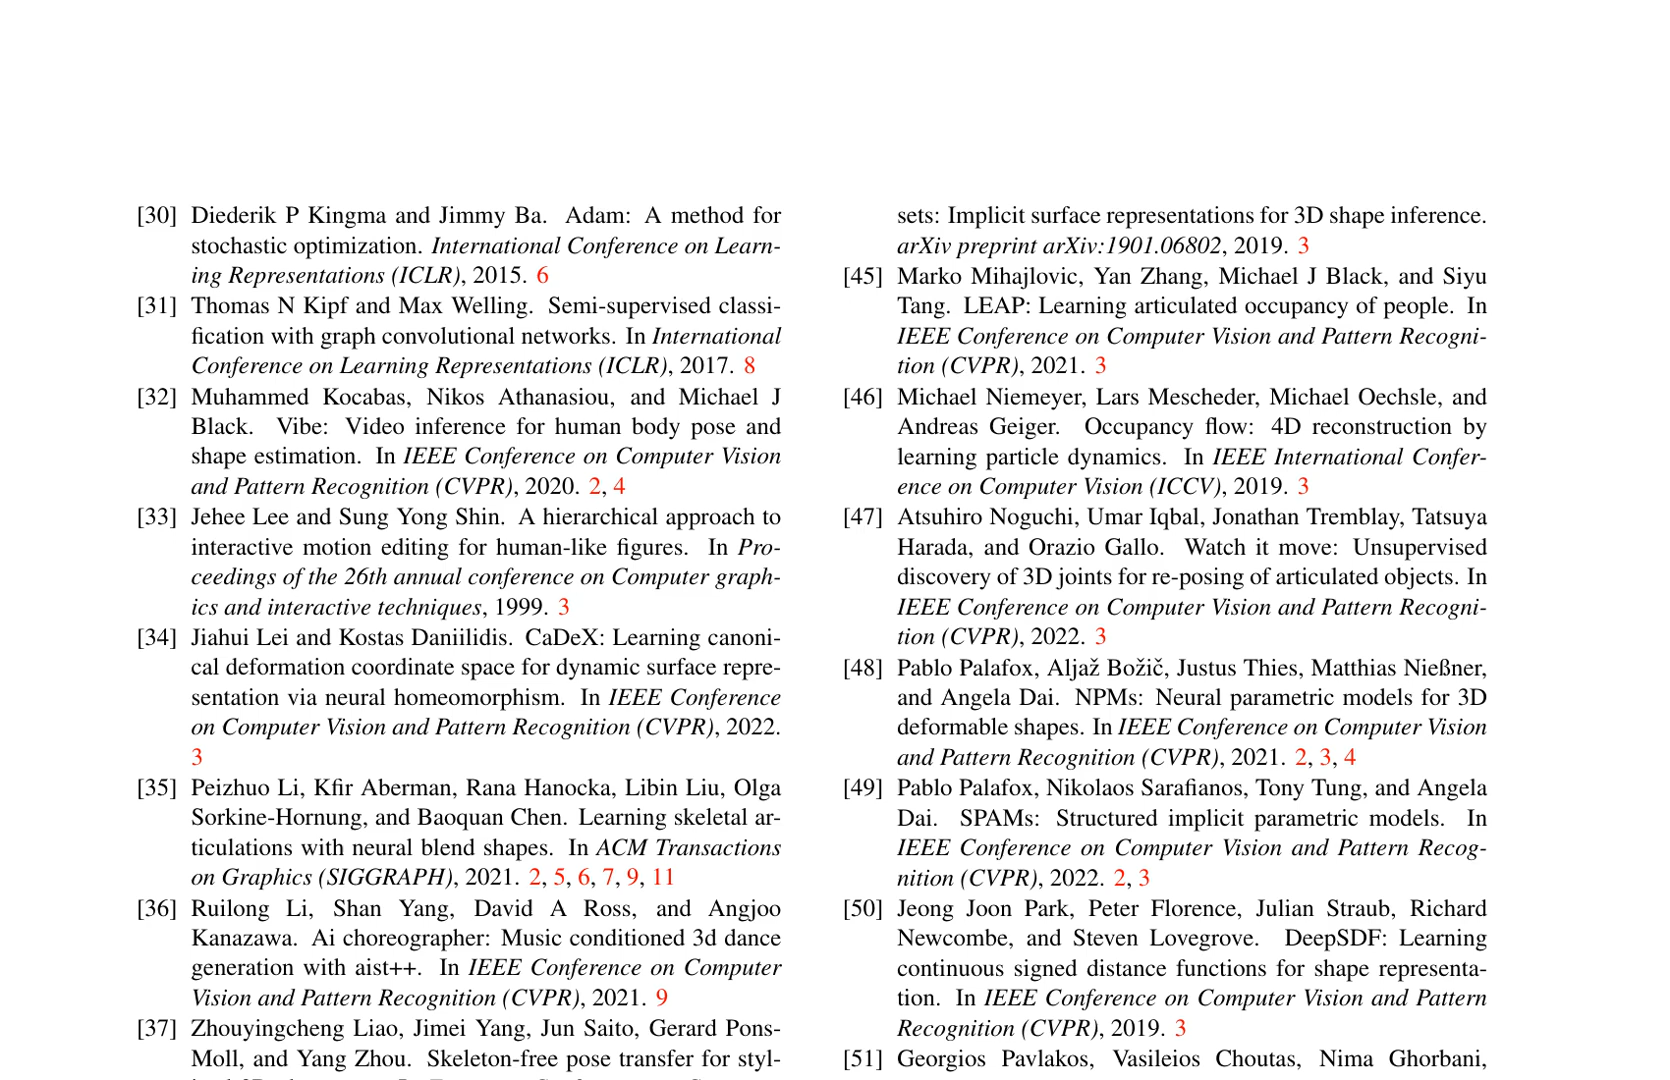 [30] Diederik P Kingma and Jimmy Ba. Adam: A method for
stochastic optimization. International Conference on Learn-
ing Representations (ICLR), 2015. 6
[31] Thomas N Kipf and Max Welling. Semi-supervised classi-
fication with graph convolutional networks. In International
Conference on Learning Representations (ICLR), 2017. 8
[32] Muhammed Kocabas, Nikos Athanasiou, and Michael J
Black. Vibe: Video inference for human body pose and
shape estimation. In IEEE Conference on Computer Vision
and Pattern Recognition (CVPR), 2020. 2, 4
[33] Jehee Lee and Sung Yong Shin. A hierarchical approach to
interactive motion editing for human-like figures. In Pro-
ceedings of the 26th annual conference on Computer graph-
ics and interactive techniques, 1999. 3
[34] Jiahui Lei and Kostas Daniilidis. CaDeX: Learning canoni-
cal deformation coordinate space for dynamic surface repre-
sentation via neural homeomorphism. In IEEE Conference
on Computer Vision and Pattern Recognition (CVPR), 2022.
3
[35] Peizhuo Li, Kfir Aberman, Rana Hanocka, Libin Liu, Olga
Sorkine-Hornung, and Baoquan Chen. Learning skeletal ar-
ticulations with neural blend shapes. In ACM Transactions
on Graphics (SIGGRAPH), 2021. 2, 5, 6, 7, 9, 11
[36] Ruilong Li, Shan Yang, David A Ross, and Angjoo
Kanazawa. Ai choreographer: Music conditioned 3d dance
generation with aist++. In IEEE Conference on Computer
Vision and Pattern Recognition (CVPR), 2021. 9
[37] Zhouyingcheng Liao, Jimei Yang, Jun Saito, Gerard Pons-
Moll, and Yang Zhou. Skeleton-free pose transfer for styl-
sets: Implicit surface representations for 3D shape inference.
arXiv preprint arXiv:1901.06802, 2019. 3
[45] Marko Mihajlovic, Yan Zhang, Michael J Black, and Siyu
Tang. LEAP: Learning articulated occupancy of people. In
IEEE Conference on Computer Vision and Pattern Recogni-
tion (CVPR), 2021. 3
[46] Michael Niemeyer, Lars Mescheder, Michael Oechsle, and
Andreas Geiger. Occupancy flow: 4D reconstruction by
learning particle dynamics. In IEEE International Confer-
ence on Computer Vision (ICCV), 2019. 3
[47] Atsuhiro Noguchi, Umar Iqbal, Jonathan Tremblay, Tatsuya
Harada, and Orazio Gallo. Watch it move: Unsupervised
discovery of 3D joints for re-posing of articulated objects. In
IEEE Conference on Computer Vision and Pattern Recogni-
tion (CVPR), 2022. 3
[48] Pablo Palafox, Aljaž Božič, Justus Thies, Matthias Nießner,
and Angela Dai. NPMs: Neural parametric models for 3D
deformable shapes. In IEEE Conference on Computer Vision
and Pattern Recognition (CVPR), 2021. 2, 3, 4
[49] Pablo Palafox, Nikolaos Sarafianos, Tony Tung, and Angela
Dai. SPAMs: Structured implicit parametric models. In
IEEE Conference on Computer Vision and Pattern Recog-
nition (CVPR), 2022. 2, 3
[50] Jeong Joon Park, Peter Florence, Julian Straub, Richard
Newcombe, and Steven Lovegrove. DeepSDF: Learning
continuous signed distance functions for shape representa-
tion. In IEEE Conference on Computer Vision and Pattern
Recognition (CVPR), 2019. 3
[51] Georgios Pavlakos, Vasileios Choutas, Nima Ghorbani,